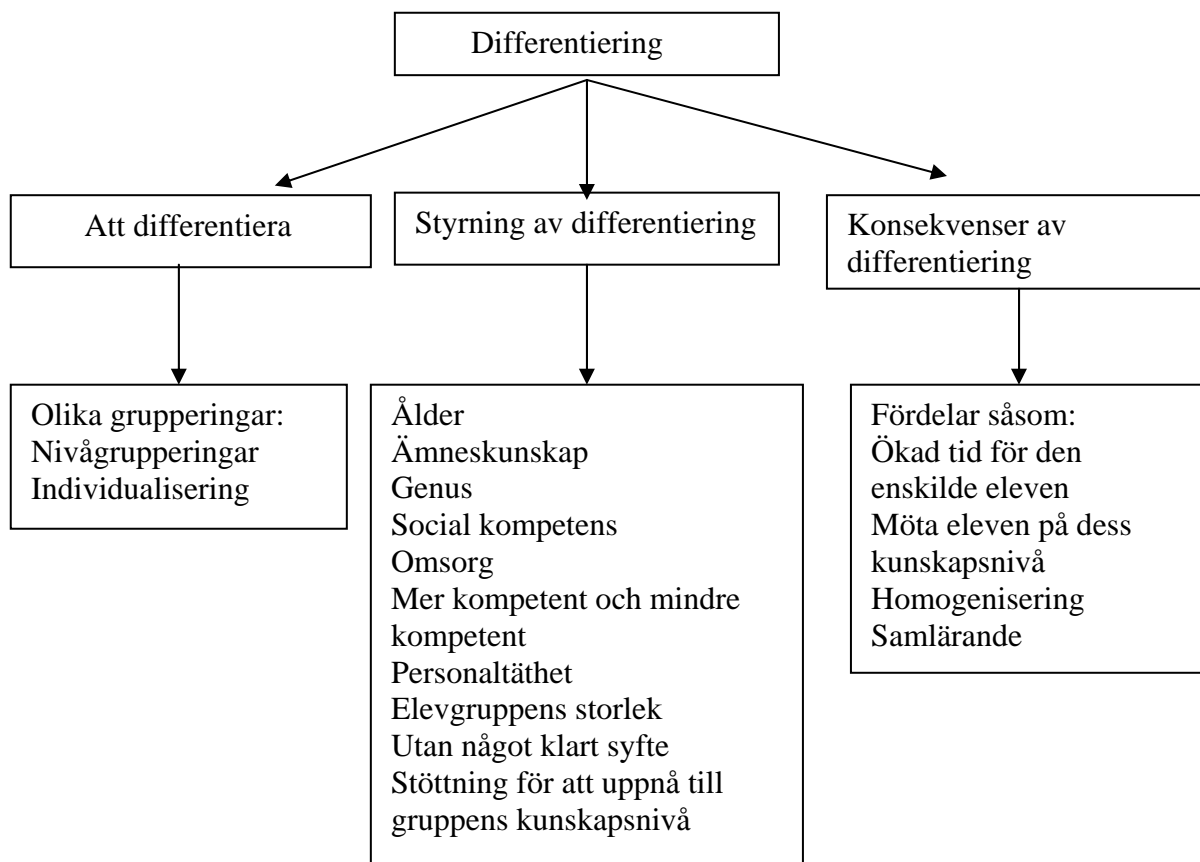 Differentiering
Att differentiera
Styrning av differentiering
Konsekvenser av
differentiering
Olika grupperingar:
Nivågrupperingar
Individualisering
Ålder
Ämneskunskap
Genus
Social kompetens
Omsorg
Mer kompetent och mindre
kompetent
Personaltäthet
Elevgruppens storlek
Utan något klart syfte
Stöttning för att uppnå till
gruppens kunskapsnivå
Fördelar såsom:
Ökad tid för den
enskilde eleven
Möta eleven på dess
kunskapsnivå
Homogenisering
Samlärande